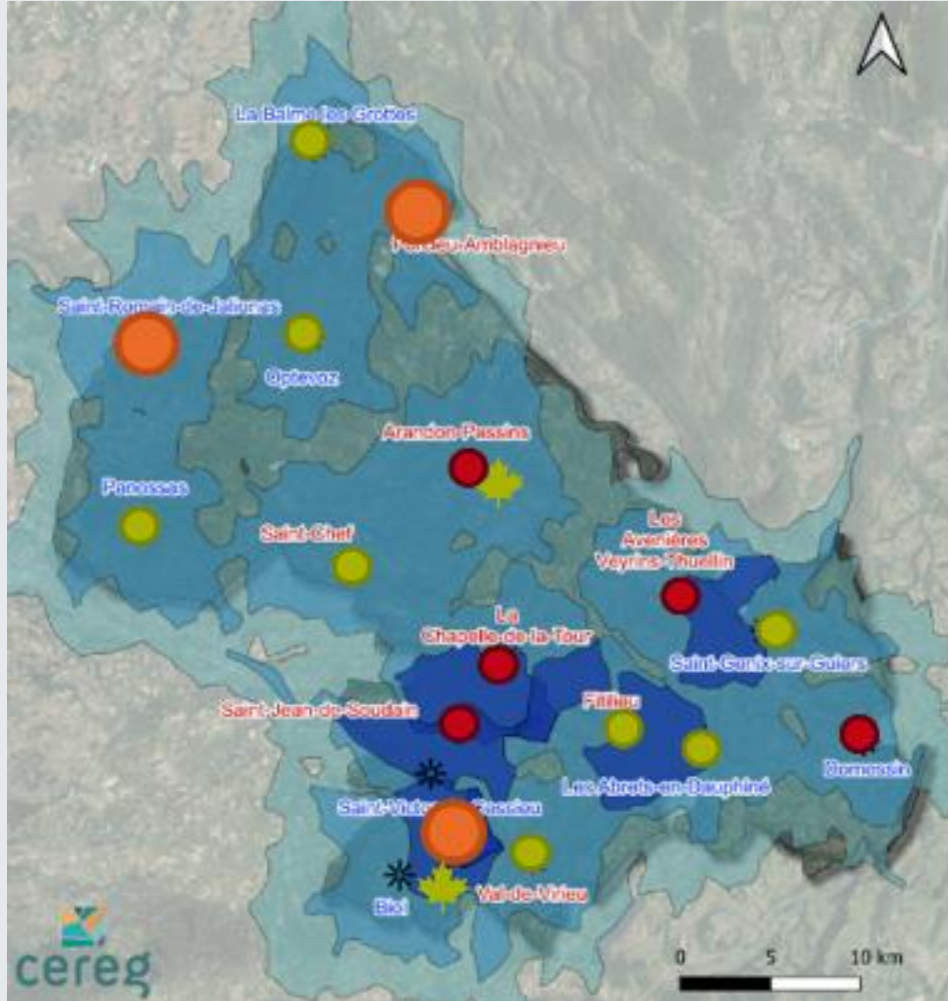 La Balme les Grottes
Porcieu-Amblagnieu
Saint-Romain-de-Jalionas
Optevoz
Arandon-Passins
Panossas
Saint-Chef
Les
Avenières
Veyrins-Thuellin
La
Chapelle-de-la-Tour
Saint-Genix-sur-Guiers
Saint-Jean-de-Soudain
Fitilieu
Domessin
Les Abrets-en-Dauphiné
Saint-Victor Cessieu
Val-de-Virieu
Biol
cereg
0 5 10 km